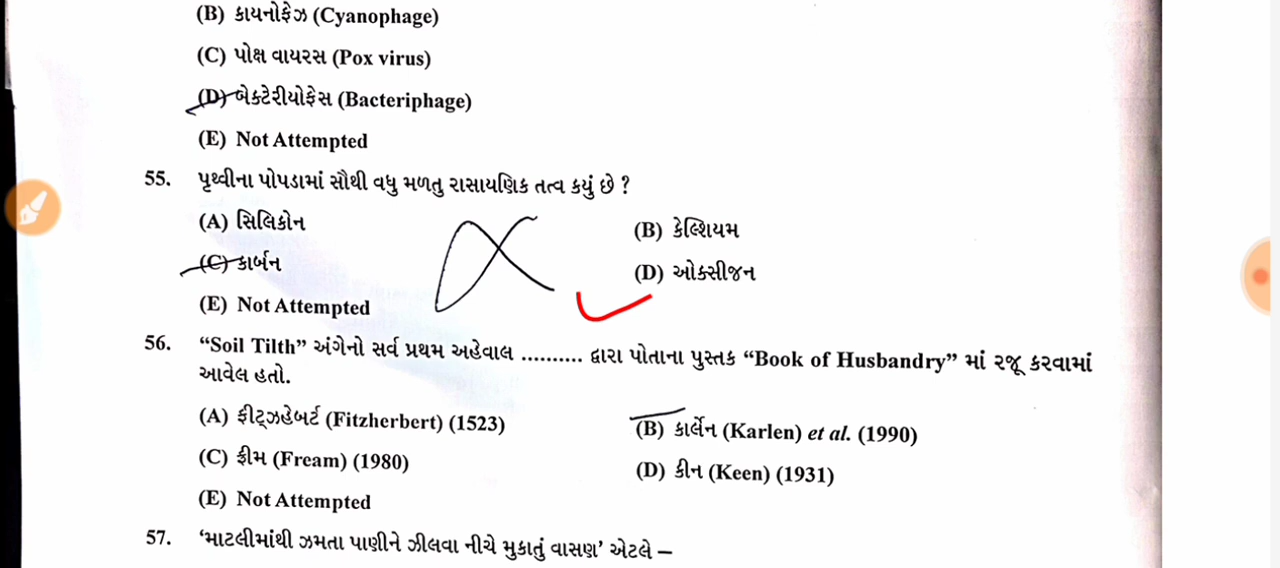 (B) કાયનોફેઝ (Cyanophage)
(C) પોક્ષ વાયરસ (Pox virus)
(D) બેક્ટેરીયોફેસ (Bacteriphage)
(E) Not Attempted
55. પૃથ્વીના પોપડામાં સૌથી વધુ મળતુ રાસાયણિક તત્વ કયું છે ?
(A) સિલિકોન (B) કેલ્શિયમ
(C) કાર્બન (D) ઓક્સીજન
(E) Not Attempted
56. “Soil Tilth” અંગેનો સર્વ પ્રથમ અહેવાલ .......... દ્વારા પોતાના પુસ્તક “Book of Husbandry” માં રજૂ કરવામાં
આવેલ હતો.
(A) ફીટ્ઝહેબર્ટ (Fitzherbert) (1523) (B) કાર્લેન (Karlen) et al. (1990)
(C) ફ્રીમ (Fream) (1980) (D) કીન (Keen) (1931)
(E) Not Attempted
57. ‘માટલીમાંથી ઝમતા પાણીને ઝીલવા નીચે મુકાતું વાસણ’ એટલે –